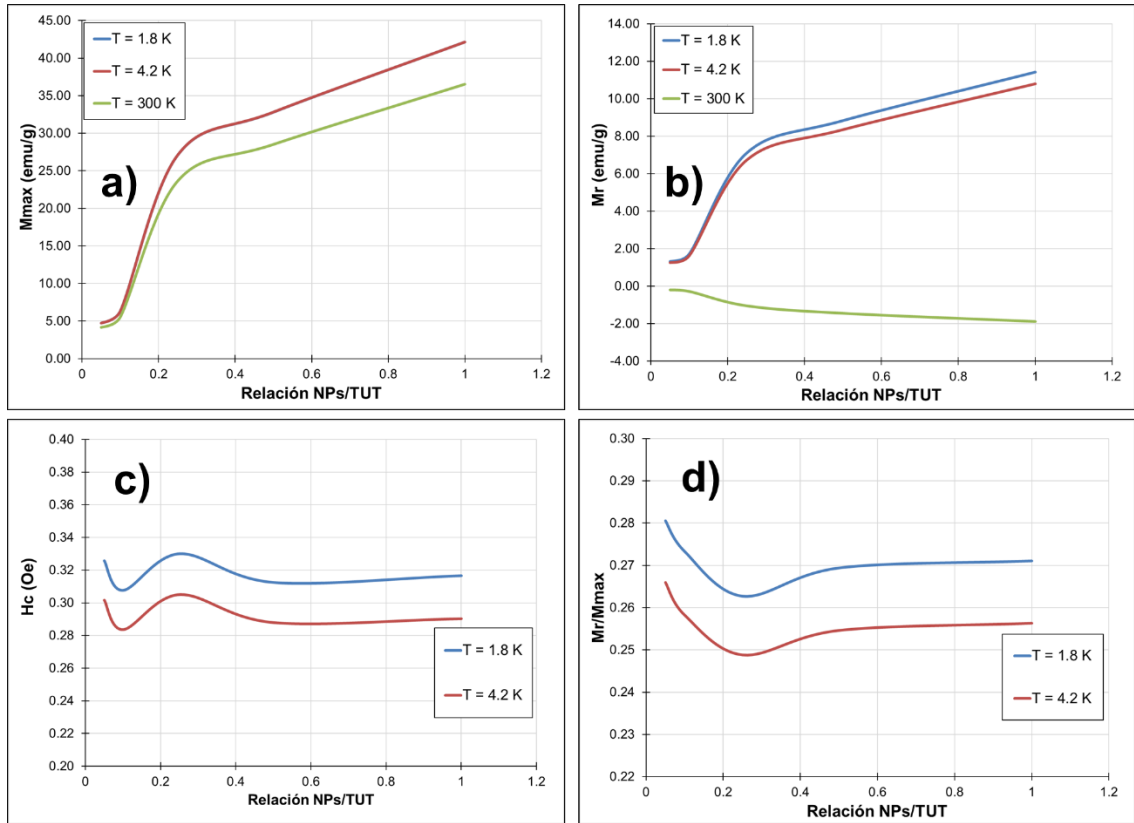 a)
Mmax (emu/g)
45.00
40.00
35.00
30.00
25.00
20.00
15.00
10.00
5.00
0.00
T = 1.8 K
T = 4.2 K
T = 300 K
0 0.2 0.4 0.6 0.8 1 1.2
Relación NPs/TUT
b)
Mr (emu/g)
14.00
12.00
10.00
8.00
6.00
4.00
2.00
0.00
-2.00
-4.00
T = 1.8 K
T = 4.2 K
T = 300 K
0 0.2 0.4 0.6 0.8 1 1.2
Relación NPs/TUT
c)
Hc (Oe)
0.40
0.38
0.36
0.34
0.32
0.30
0.28
0.26
0.24
0.22
0.20
T = 1.8 K
T = 4.2 K
0 0.2 0.4 0.6 0.8 1 1.2
Relación NPs/TUT
d)
Mr/Mmax
0.30
0.29
0.28
0.27
0.26
0.25
0.24
0.23
0.22
T = 1.8 K
T = 4.2 K
0 0.2 0.4 0.6 0.8 1 1.2
Relación NPs/TUT